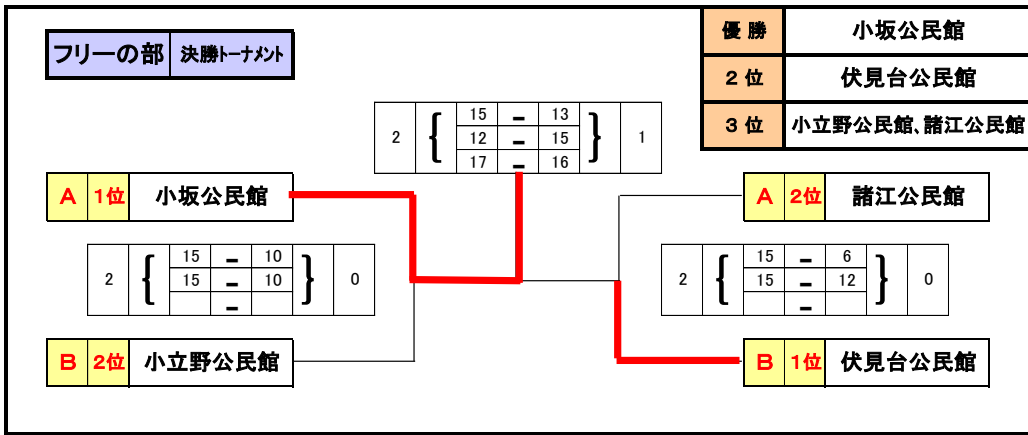 フリーの部 決勝トーナメント
優勝 小坂公民館
2位 伏見台公民館
3位 小立野公民館、諸江公民館
2 { 15 - 13 } 1
12 - 15
17 - 16
A 1位 小坂公民館
A 2位 諸江公民館
2 { 15 - 10 } 0
15 - 10
-
2 { 15 - 6 } 0
15 - 12
-
B 2位 小立野公民館
B 1位 伏見台公民館